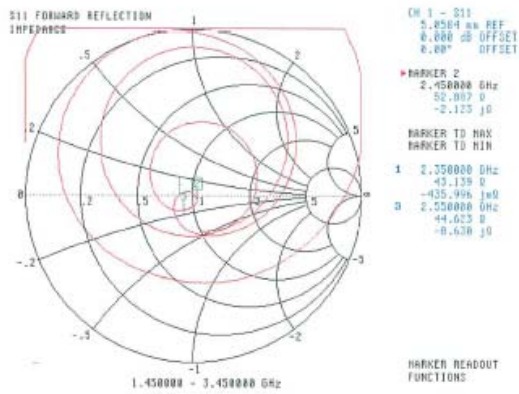 S11 FORWARD REFLECTION
IMPEDANCE
CH 1 - S11
5.0584 mm REF
0.000 dB OFFSET
0.00° OFFSET
MARKER 2
2.450000 GHz
52.887 Ω
-2.123 jΩ
MARKER TO MAX
MARKER TO MIN
1 2.350000 GHz
43.139 Ω
-435.996 jmΩ
3 2.550000 GHz
44.623 Ω
-8.630 jΩ
1
.5
2
.2
5
0
.2
.5
1
2
5
∞
-.2
-5
-.5
-2
-1
1.450000 - 3.450000 GHz
MARKER READOUT
FUNCTIONS